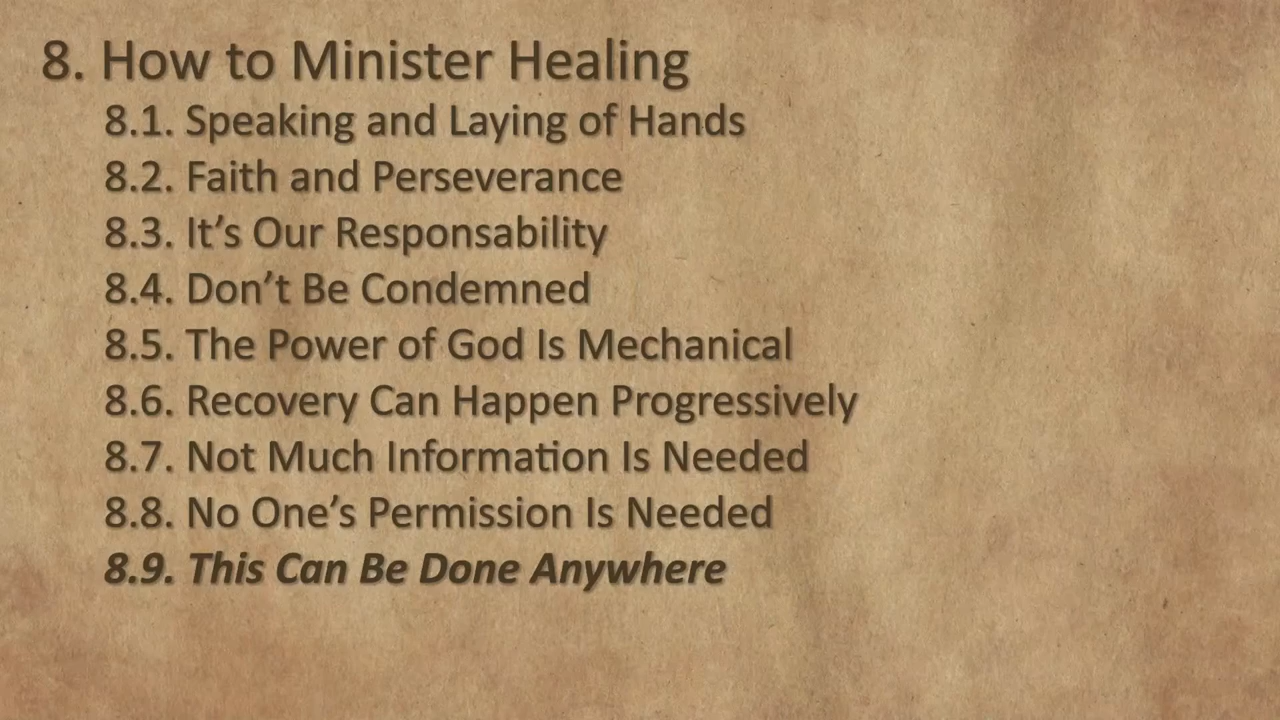 8. How to Minister Healing
8.1. Speaking and Laying of Hands
8.2. Faith and Perseverance
8.3. It’s Our Responsability
8.4. Don’t Be Condemned
8.5. The Power of God Is Mechanical
8.6. Recovery Can Happen Progressively
8.7. Not Much Information Is Needed
8.8. No One’s Permission Is Needed
8.9. This Can Be Done Anywhere